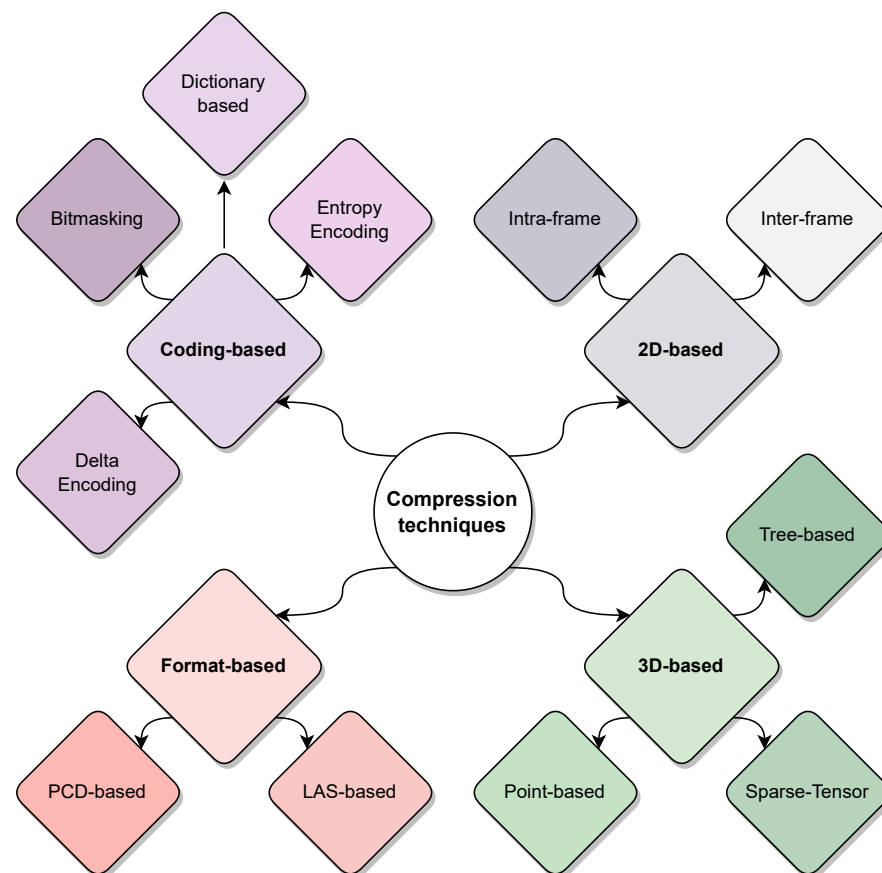 Dictionary
based
Bitmasking
Entropy
Encoding
Intra-frame
Inter-frame
Coding-based
2D-based
Delta
Encoding
Compression
techniques
Tree-based
Format-based
3D-based
PCD-based
LAS-based
Point-based
Sparse-Tensor